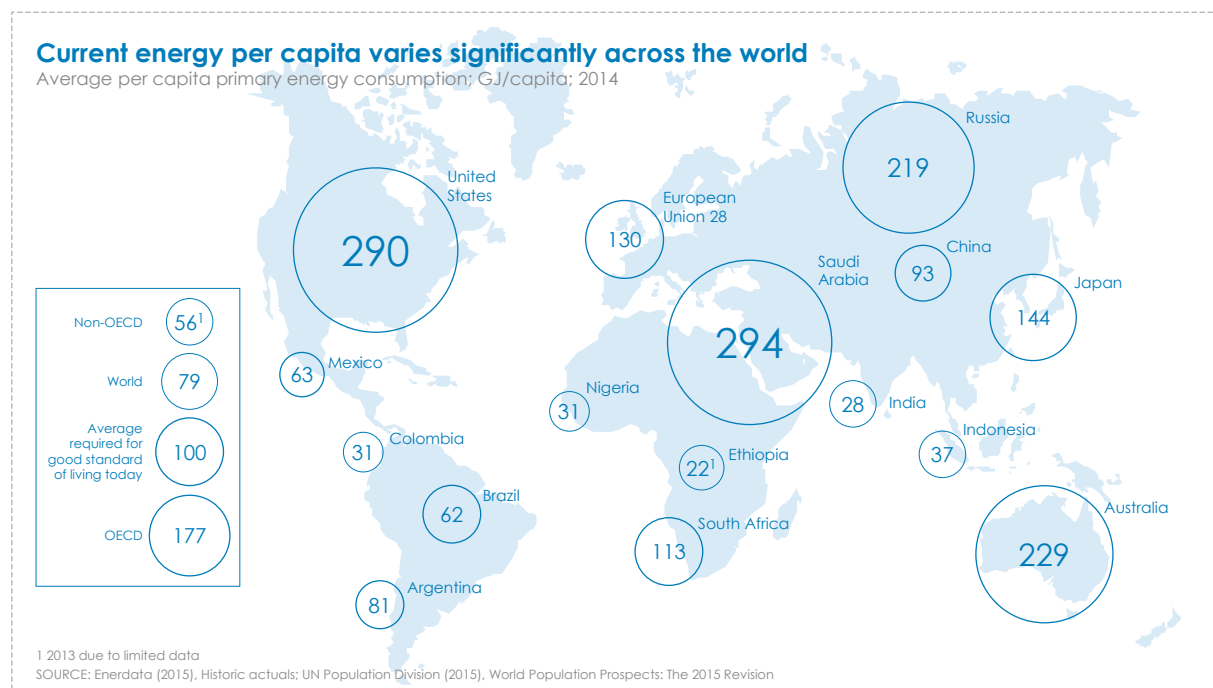 Current energy per capita varies significantly across the world
Average per capita primary energy consumption; GJ/capita; 2014
Russia
219
United
States
290
European
Union 28
130
China
93
Saudi
Arabia
294
Japan
144
Non-OECD
56¹
World
79
Average
required for
good standard
of living today
100
OECD
177
Mexico
63
Nigeria
31
India
28
Colombia
31
Indonesia
37
Ethiopia
22¹
Brazil
62
South Africa
113
Australia
229
Argentina
81
1 2013 due to limited data
SOURCE: Enerdata (2015), Historic actuals; UN Population Division (2015), World Population Prospects: The 2015 Revision